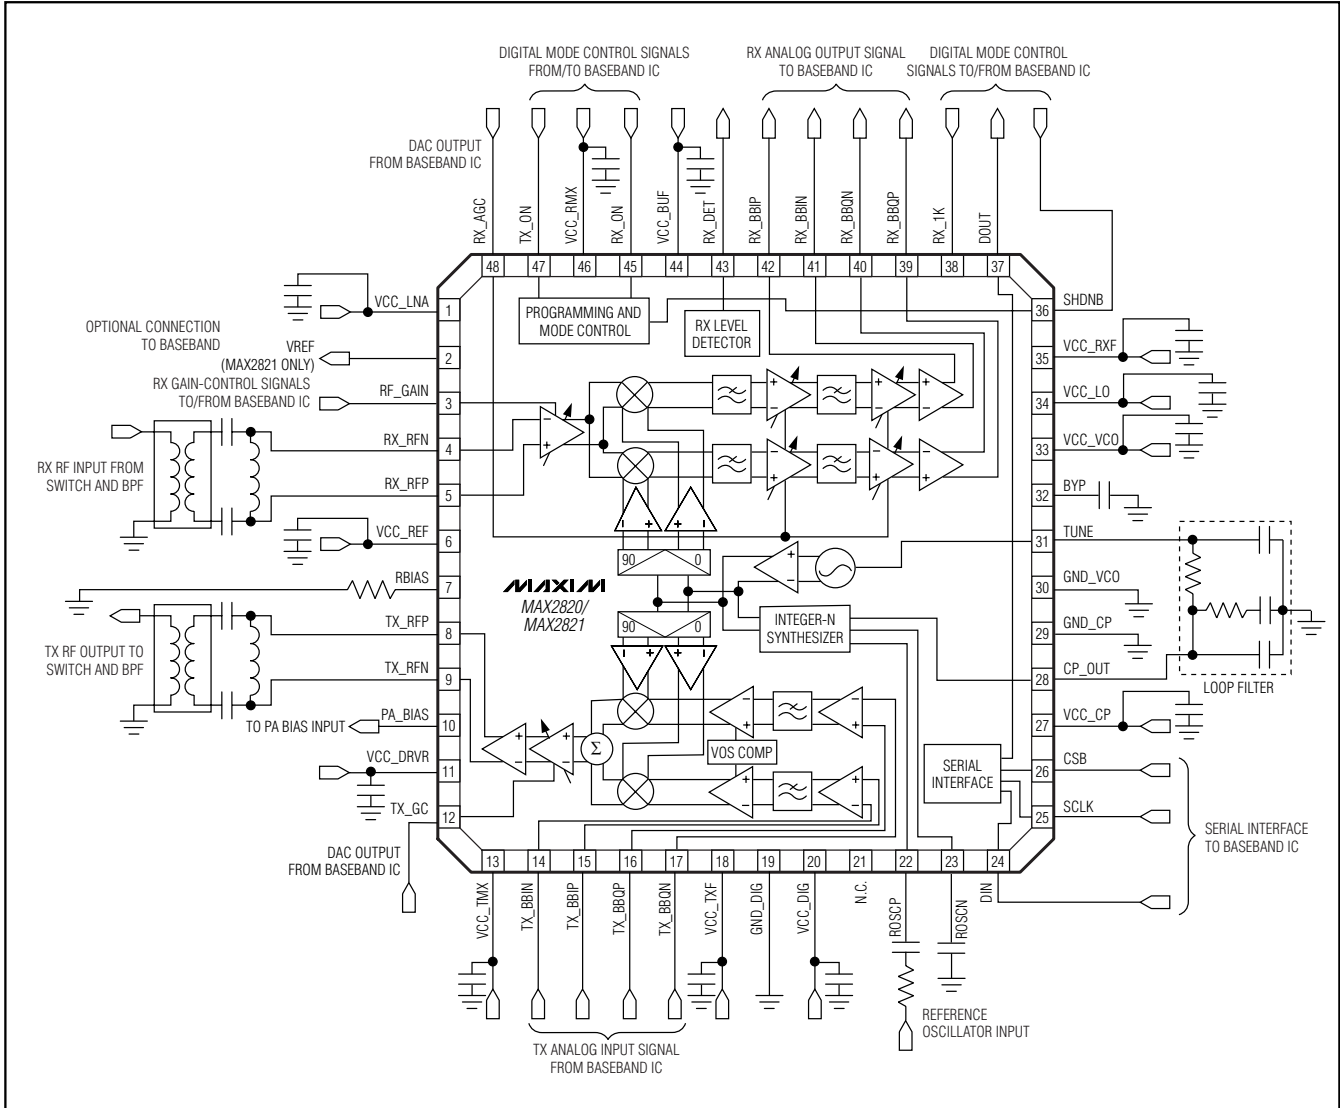 DIGITAL MODE CONTROL SIGNALS
FROM/TO BASEBAND IC
RX ANALOG OUTPUT SIGNAL
TO BASEBAND IC
DIGITAL MODE CONTROL
SIGNALS TO/FROM BASEBAND IC
DAC OUTPUT
FROM BASEBAND IC
RX_AGC
TX_ON
VCC_RMX
RX_ON
VCC_BUF
RX_DET
RX_BBIP
RX_BBIN
RX_BBQN
RX_BBQP
RX_1K
DOUT
48
47
46
45
44
43
42
41
40
39
38
37
VCC_LNA
1
OPTIONAL CONNECTION
TO BASEBAND
VREF
(MAX2821 ONLY)
2
RX GAIN-CONTROL SIGNALS
TO/FROM BASEBAND IC
RF_GAIN
3
RX_RFN
4
RX RF INPUT FROM
SWITCH AND BPF
RX_RFP
5
VCC_REF
6
RBIAS
7
TX_RFP
8
TX RF OUTPUT TO
SWITCH AND BPF
TX_RFN
9
TO PA BIAS INPUT
PA_BIAS
10
VCC_DRVR
11
TX_GC
12
DAC OUTPUT
FROM BASEBAND IC
PROGRAMMING AND
MODE CONTROL
RX LEVEL
DETECTOR
− +
− +
+ −
+ −
− +
− +
+ −
+ −
− +
+ −
90 0
+ −
MAXIM
MAX2820/
MAX2821
90 0
INTEGER-N
SYNTHESIZER
− + + −
+ −
+ −
Σ
+ −
− +
VOS COMP
+ −
+ −
SERIAL
INTERFACE
36
SHDNB
35
VCC_RXF
34
VCC_LO
33
VCC_VCO
32
BYP
31
TUNE
30
GND_VCO
29
GND_CP
28
CP_OUT
LOOP FILTER
27
VCC_CP
26
CSB
25
SCLK
SERIAL INTERFACE
TO BASEBAND IC
13
14
15
16
17
18
19
20
21
22
23
24
VCC_TMX
TX_BBIN
TX_BBIP
TX_BBQP
TX_BBQN
VCC_TXF
GND_DIG
VCC_DIG
N.C.
ROSCP
ROSCN
DIN
REFERENCE
OSCILLATOR INPUT
TX ANALOG INPUT SIGNAL
FROM BASEBAND IC